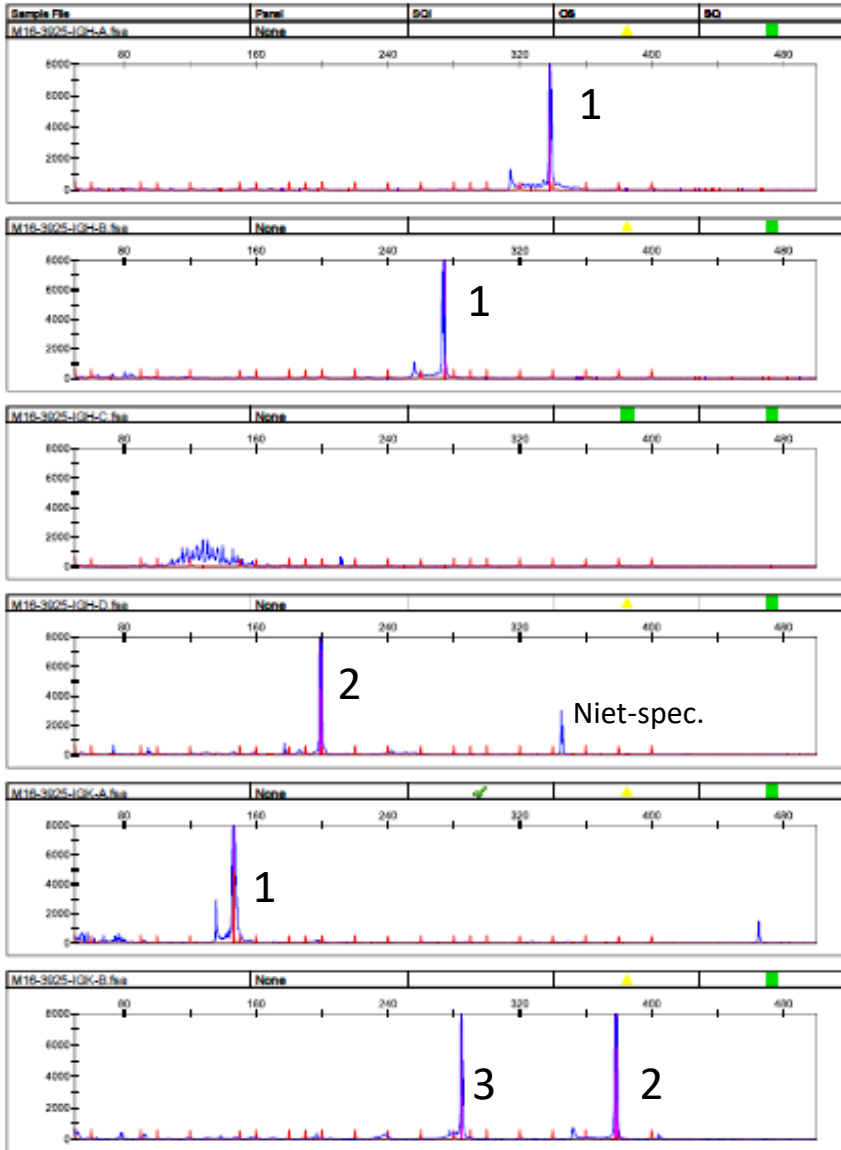 Sample File Panel SQI OS SQ
M16-3925-IGH-A.fsa None
80 160 240 320 400 480
8000
6000
4000
2000
0
1
M16-3925-IGH-B.fsa None
80 160 240 320 400 480
8000
6000
4000
2000
0
1
M16-3925-IGH-C.fsa None
80 160 240 320 400 480
8000
6000
4000
2000
0
M16-3925-IGH-D.fsa None
80 160 240 320 400 480
8000
6000
4000
2000
0
2
Niet-spec.
M16-3925-IGK-A.fsa None
80 160 240 320 400 480
8000
6000
4000
2000
0
1
M16-3925-IGK-B.fsa None
80 160 240 320 400 480
8000
6000
4000
2000
0
3 2